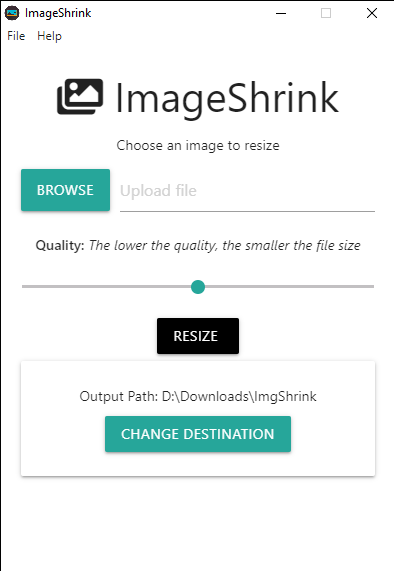 ImageShrink
File Help
ImageShrink
Choose an image to resize
BROWSE Upload file
Quality: The lower the quality, the smaller the file size
RESIZE
Output Path: D:\Downloads\ImgShrink
CHANGE DESTINATION